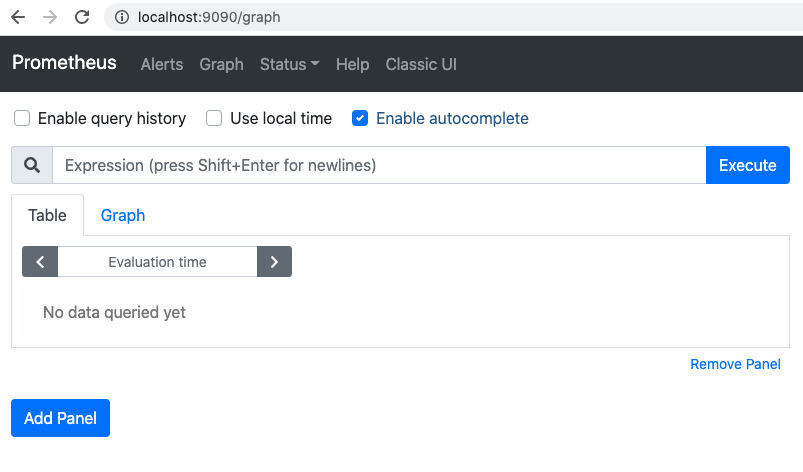 localhost:9090/graph
Prometheus Alerts Graph Status Help Classic UI
Enable query history Use local time Enable autocomplete
Expression (press Shift+Enter for newlines) Execute
Table Graph
Evaluation time
No data queried yet
Remove Panel
Add Panel